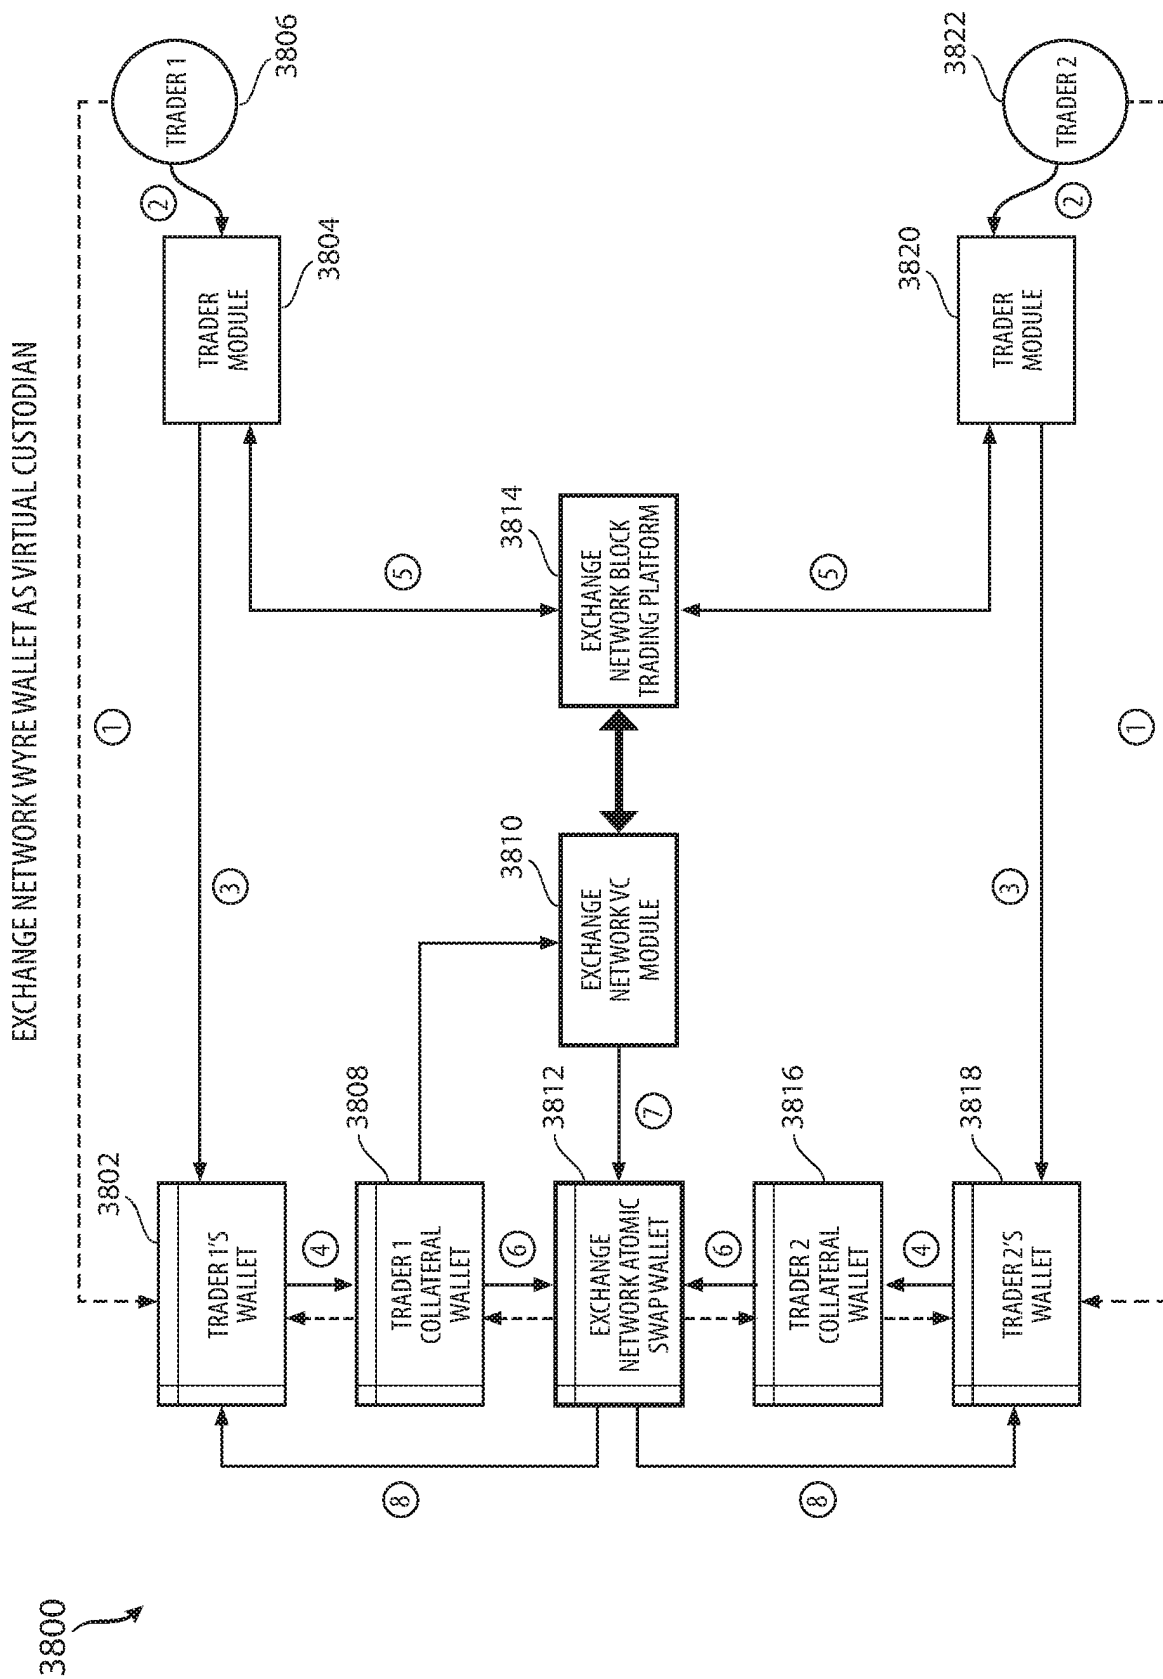 3800
EXCHANGE NETWORK WYRE WALLET AS VIRTUAL CUSTODIAN
1
3802
TRADER 1'S
WALLET
3
TRADER
MODULE
3804
2
TRADER 1
3806
4
8
TRADER 1
COLLATERAL
WALLET
3808
5
6
EXCHANGE
NETWORK ATOMIC
SWAP WALLET
3812
7
EXCHANGE
NETWORK VC
MODULE
3810
EXCHANGE
NETWORK BLOCK
TRADING PLATFORM
3814
6
8
TRADER 2
COLLATERAL
WALLET
3816
5
4
TRADER 2'S
WALLET
3818
3
TRADER
MODULE
3820
2
TRADER 2
3822
1